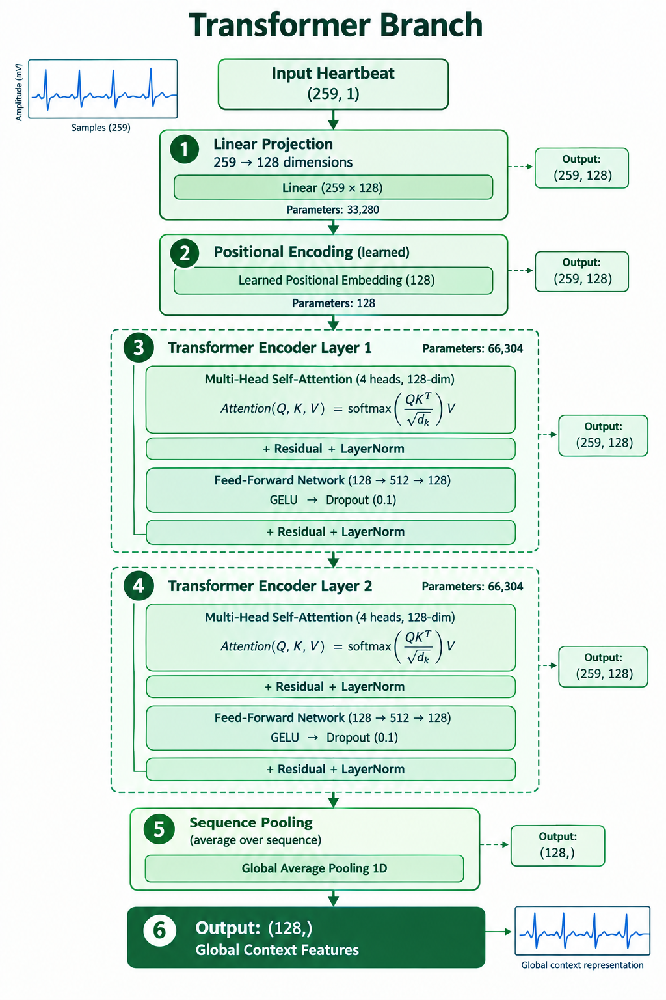 Transformer Branch
Amplitude (mV)
Samples (259)
Input Heartbeat
(259, 1)
1
Linear Projection
259 → 128 dimensions
Linear (259 × 128)
Parameters: 33,280
Output:
(259, 128)
2
Positional Encoding (learned)
Learned Positional Embedding (128)
Parameters: 128
Output:
(259, 128)
3
Transformer Encoder Layer 1
Parameters: 66,304
Multi-Head Self-Attention (4 heads, 128-dim)
Attention(Q, K, V) = softmax(QK^T / √d_k) V
+ Residual + LayerNorm
Feed-Forward Network (128 → 512 → 128)
GELU → Dropout (0.1)
+ Residual + LayerNorm
Output:
(259, 128)
4
Transformer Encoder Layer 2
Parameters: 66,304
Multi-Head Self-Attention (4 heads, 128-dim)
Attention(Q, K, V) = softmax(QK^T / √d_k) V
+ Residual + LayerNorm
Feed-Forward Network (128 → 512 → 128)
GELU → Dropout (0.1)
+ Residual + LayerNorm
Output:
(259, 128)
5
Sequence Pooling
(average over sequence)
Global Average Pooling 1D
Output:
(128,)
6
Output: (128,)
Global Context Features
Global context representation